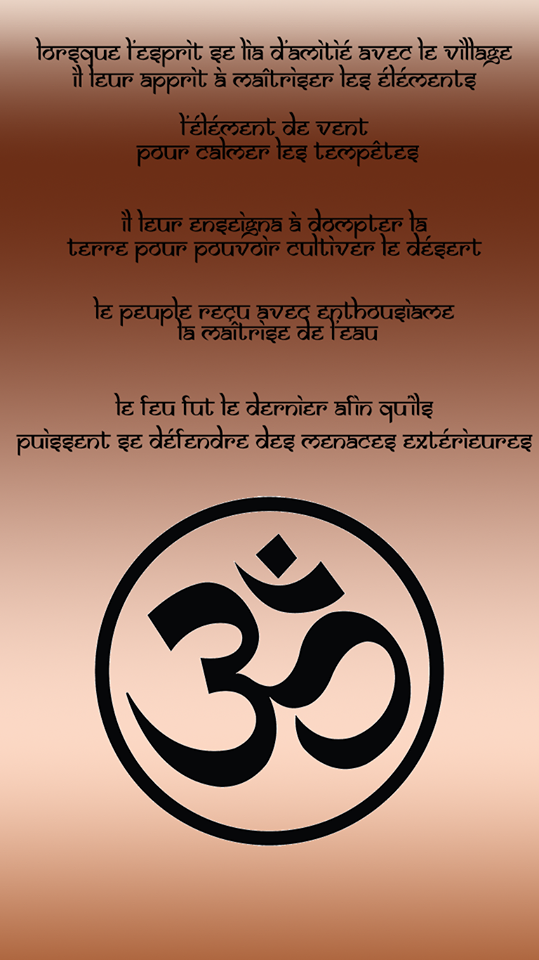 lorsque l'esprit se lia d'amitié avec le village
il leur apprit à maîtriser les éléments
l'élément de vent
pour calmer les tempêtes
il leur enseigna à dompter la
terre pour pouvoir cultiver le désert
le peuple reçu avec enthousiame
la maîtrise de l'eau
le feu fut le dernier afin qu'ils
puissent se défendre des menaces extérieures
ॐ